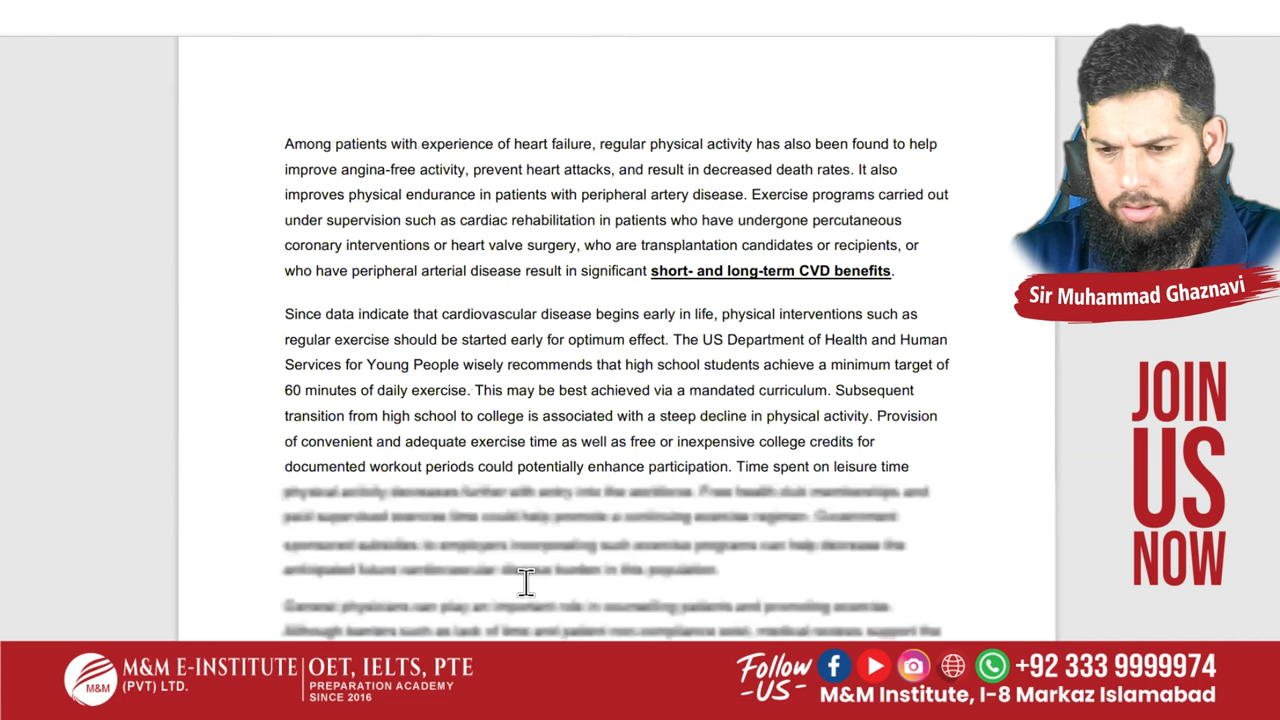 Among patients with experience of heart failure, regular physical activity has also been found to help
improve angina-free activity, prevent heart attacks, and result in decreased death rates. It also
improves physical endurance in patients with peripheral artery disease. Exercise programs carried out
under supervision such as cardiac rehabilitation in patients who have undergone percutaneous
coronary interventions or heart valve surgery, who are transplantation candidates or recipients, or
who have peripheral arterial disease result in significant short- and long-term CVD benefits.
Since data indicate that cardiovascular disease begins early in life, physical interventions such as
regular exercise should be started early for optimum effect. The US Department of Health and Human
Services for Young People wisely recommends that high school students achieve a minimum target of
60 minutes of daily exercise. This may be best achieved via a mandated curriculum. Subsequent
transition from high school to college is associated with a steep decline in physical activity. Provision
of convenient and adequate exercise time as well as free or inexpensive college credits for
documented workout periods could potentially enhance participation. Time spent on leisure time
Sir Muhammad Ghaznavi
JOIN
US
NOW
M&M
M&M E-INSTITUTE
(PVT) LTD.
OET, IELTS, PTE
PREPARATION ACADEMY
SINCE 2016
Follow
-US-
+92 333 9999974
M&M Institute, I-8 Markaz Islamabad